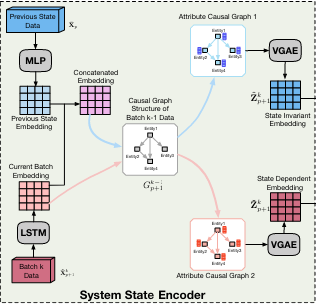 Previous State
Data
X̃ᵥ
MLP
Previous State
Embedding
Concatenated
Embedding
Current Batch
Embedding
LSTM
Batch k
Data
Causal Graph
Structure of
Batch k-1 Data
Entity1
Entity2
Entity3
Entity4
Attribute Causal Graph 1
Entity1
Entity2
Entity3
Entity4
VGAE
State Invariant Embedding
State Dependent
Embedding
VGAE
Entity1
Entity2
Entity3
Entity4
Attribute Causal Graph 2
System State Encoder